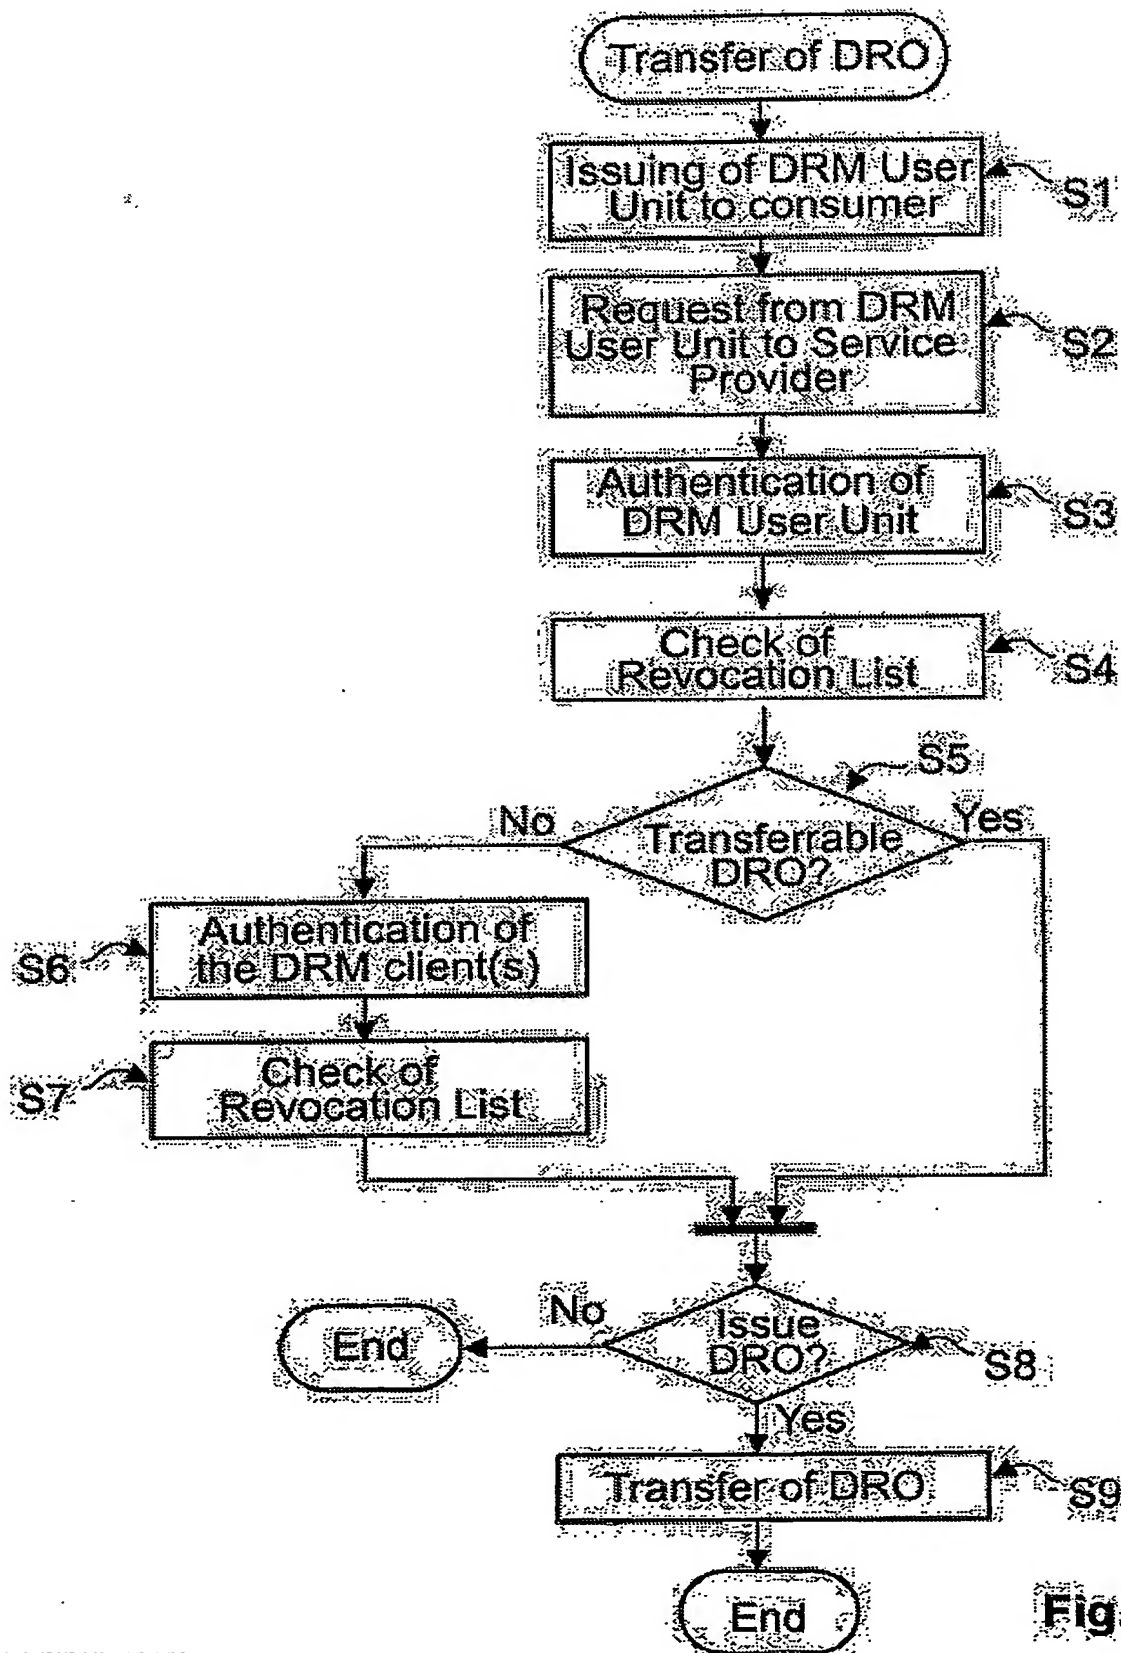 Transfer of DRO
Issuing of DRM User
Unit to consumer
S1
Request from DRM
User Unit to Service
Provider
S2
Authentication of
DRM User Unit
S3
Check of
Revocation List
S4
S5
No
Yes
Transferrable
DRO?
Authentication of
the DRM client(s)
S6
Check of
Revocation List
S7
No
Issue
DRO?
End
S8
Yes
Transfer of DRO
S9
End
Fig.